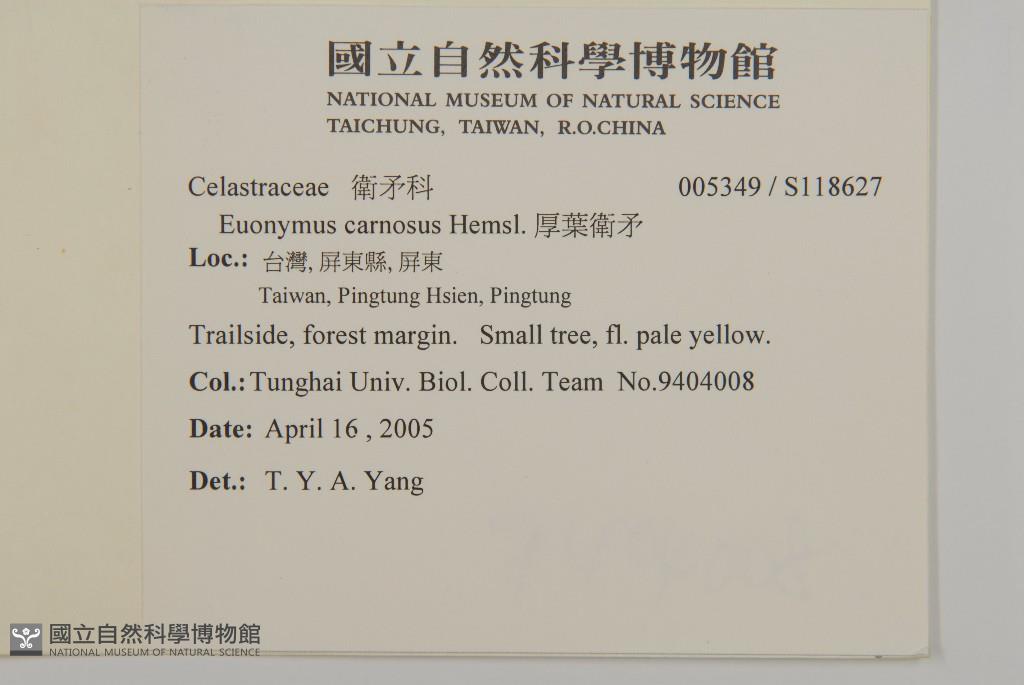 國立自然科學博物館
NATIONAL MUSEUM OF NATURAL SCIENCE
TAICHUNG, TAIWAN, R.O.CHINA
Celastraceae 衛矛科 005349 / S118627
Euonymus carnosus Hemsl. 厚葉衛矛
Loc.: 台灣, 屏東縣, 屏東
Taiwan, Pingtung Hsien, Pingtung
Trailside, forest margin. Small tree, fl. pale yellow.
Col.: Tunghai Univ. Biol. Coll. Team No.9404008
Date: April 16 , 2005
Det.: T. Y. A. Yang
國立自然科學博物館
NATIONAL MUSEUM OF NATURAL SCIENCE